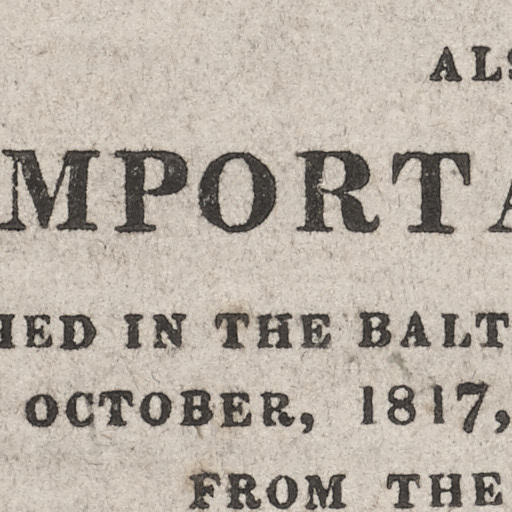 ALS
MPORTA
HED IN THE BALT
OCTOBER, 1817,
FROM THE